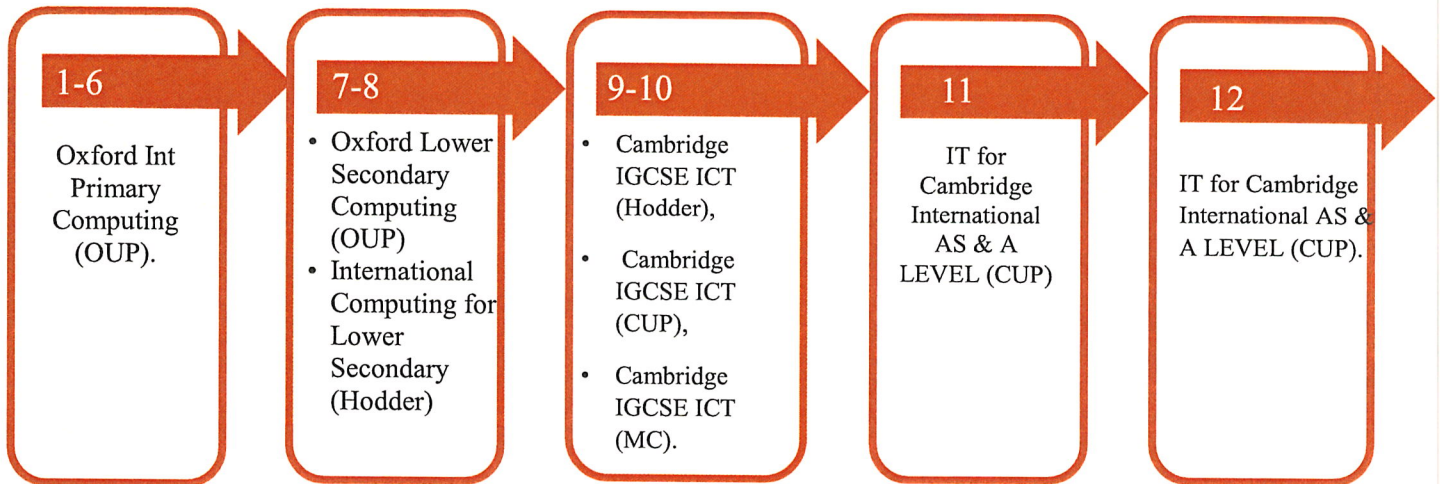 1-6
Oxford Int
Primary
Computing
(OUP).
7-8
• Oxford Lower
Secondary
Computing
(OUP)
• International
Computing for
Lower
Secondary
(Hodder)
9-10
• Cambridge
IGCSE ICT
(Hodder),
• Cambridge
IGCSE ICT
(CUP),
• Cambridge
IGCSE ICT
(MC).
11
IT for
Cambridge
International
AS & A
LEVEL (CUP)
12
IT for Cambridge
International AS &
A LEVEL (CUP).